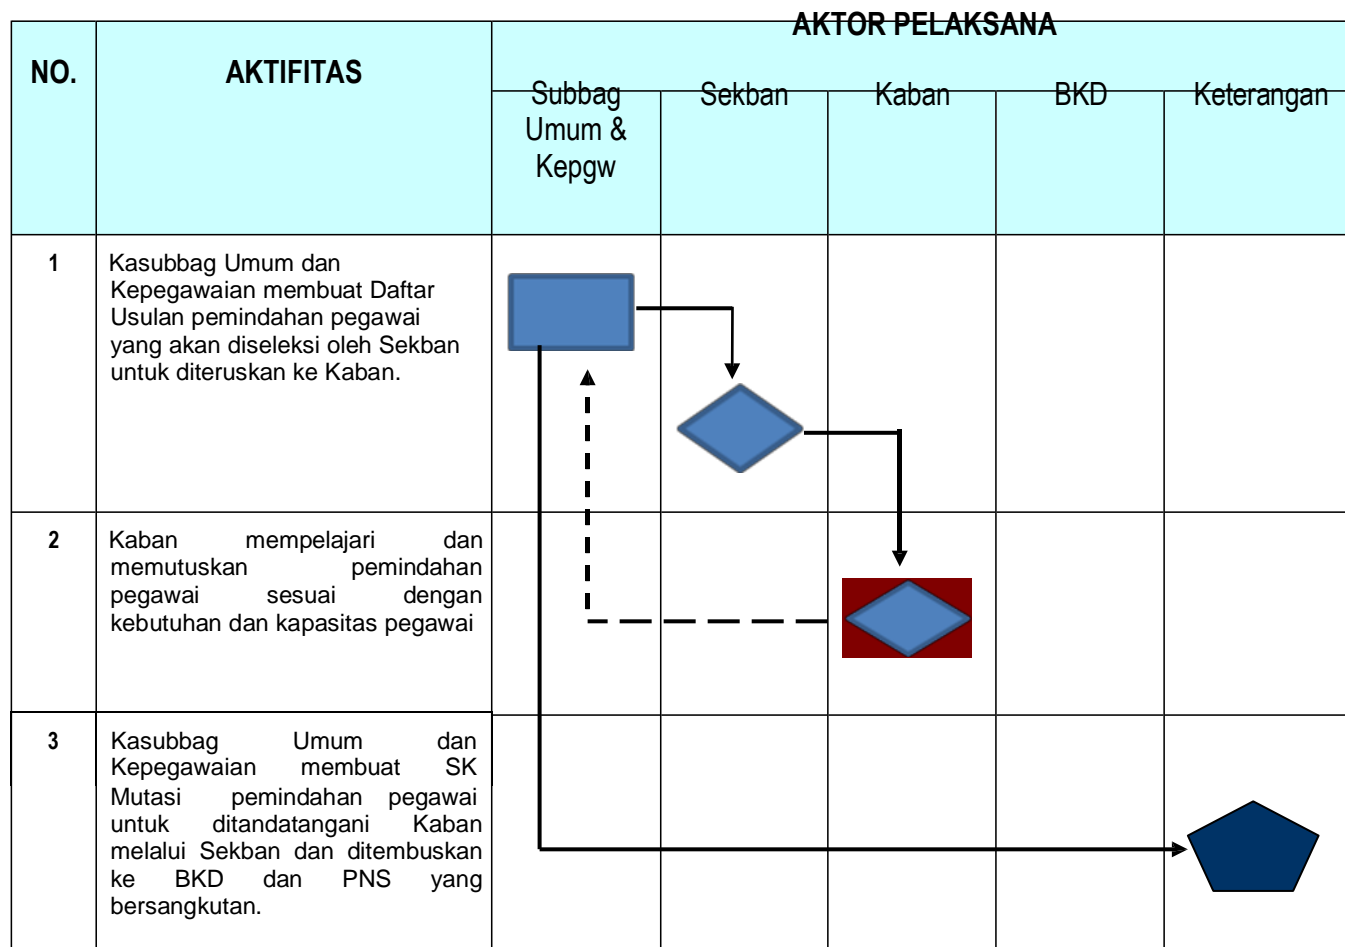 AKTOR PELAKSANA
NO.
AKTIFITAS
Subbag
Umum &
Kepgw
Sekban
Kaban
BKD
Keterangan
1
Kasubbag Umum dan
Kepegawaian membuat Daftar
Usulan pemindahan pegawai
yang akan diseleksi oleh Sekban
untuk diteruskan ke Kaban.
2
Kaban mempelajari dan
memutuskan pemindahan
pegawai sesuai dengan
kebutuhan dan kapasitas pegawai
3
Kasubbag Umum dan
Kepegawaian membuat SK
Mutasi pemindahan pegawai
untuk ditandatangani Kaban
melalui Sekban dan ditembuskan
ke BKD dan PNS yang
bersangkutan.